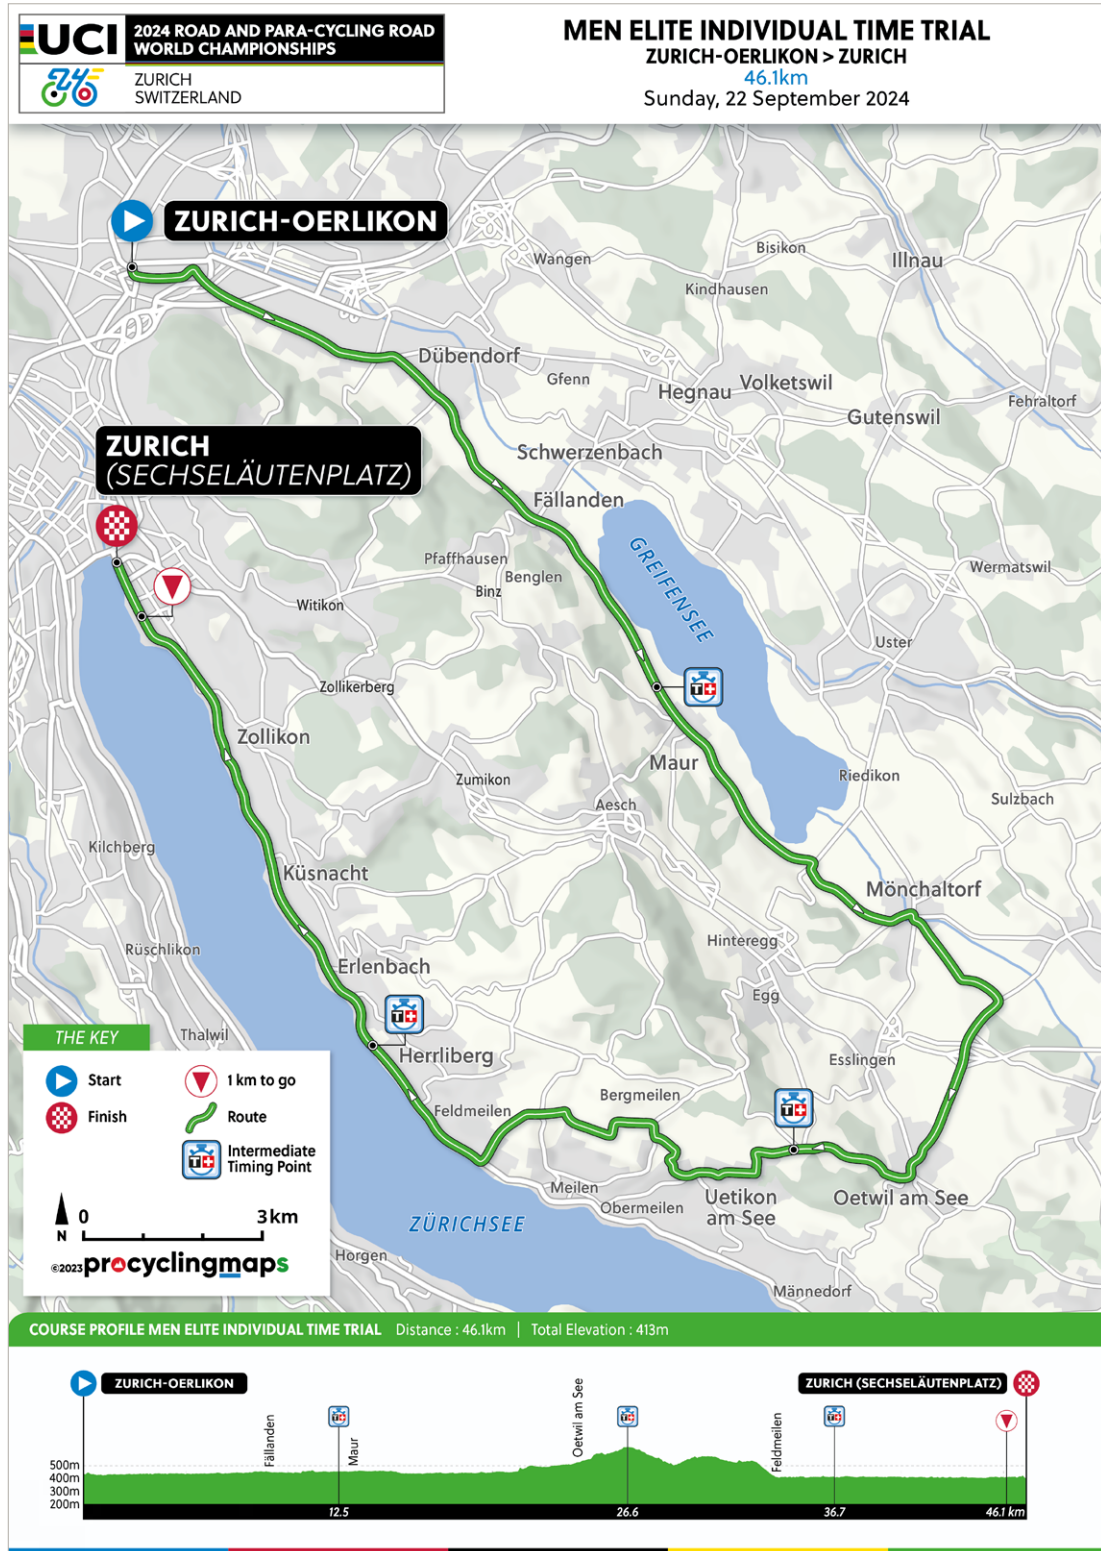 UCI
2024 ROAD AND PARA-CYCLING ROAD
WORLD CHAMPIONSHIPS
ZURICH
SWITZERLAND
MEN ELITE INDIVIDUAL TIME TRIAL
ZURICH-OERLIKON > ZURICH
46.1km
Sunday, 22 September 2024
ZURICH-OERLIKON
Bisikon
Wangen
Illnau
Kindhausen
Dübendorf
Gfenn
Hegnau
Volketswil
Fehraltorf
Gutenswil
ZURICH
(SECHSELÄUTENPLATZ)
Schwerzenbach
Fällanden
GREIFENSEE
Pfaffhausen
Benglen
Binz
Wermatswil
Witikon
Uster
Zollikerberg
Zollikon
Maur
Zumikon
Riedikon
Aesch
Sulzbach
Kilchberg
Küsnacht
Mönchaltorf
Rüschlikon
Hinteregg
Erlenbach
Egg
Thalwil
Herrliberg
Esslingen
Feldmeilen
Bergmeilen
Meilen
Obermeilen
Uetikon
am See
Oetwil am See
ZÜRICHSEE
Horgen
Männedorf
THE KEY
Start
1 km to go
Finish
Route
Intermediate
Timing Point
N
0
3km
©2023 procyclingmaps
COURSE PROFILE MEN ELITE INDIVIDUAL TIME TRIAL Distance : 46.1km | Total Elevation : 413m
ZURICH-OERLIKON
ZURICH (SECHSELÄUTENPLATZ)
Fällanden
Maur
Oetwil am See
Feldmeilen
500m
400m
300m
200m
12.5
26.6
36.7
46.1 km